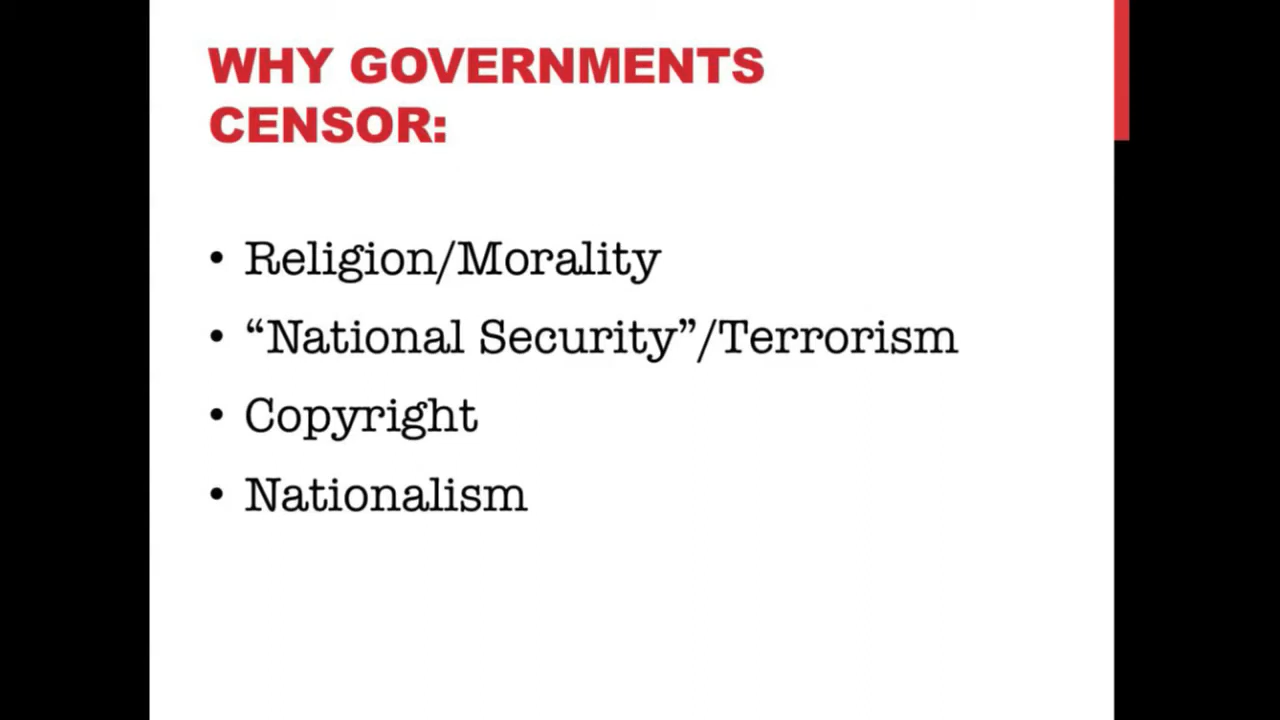 WHY GOVERNMENTS
CENSOR:
• Religion/Morality
• “National Security”/Terrorism
• Copyright
• Nationalism